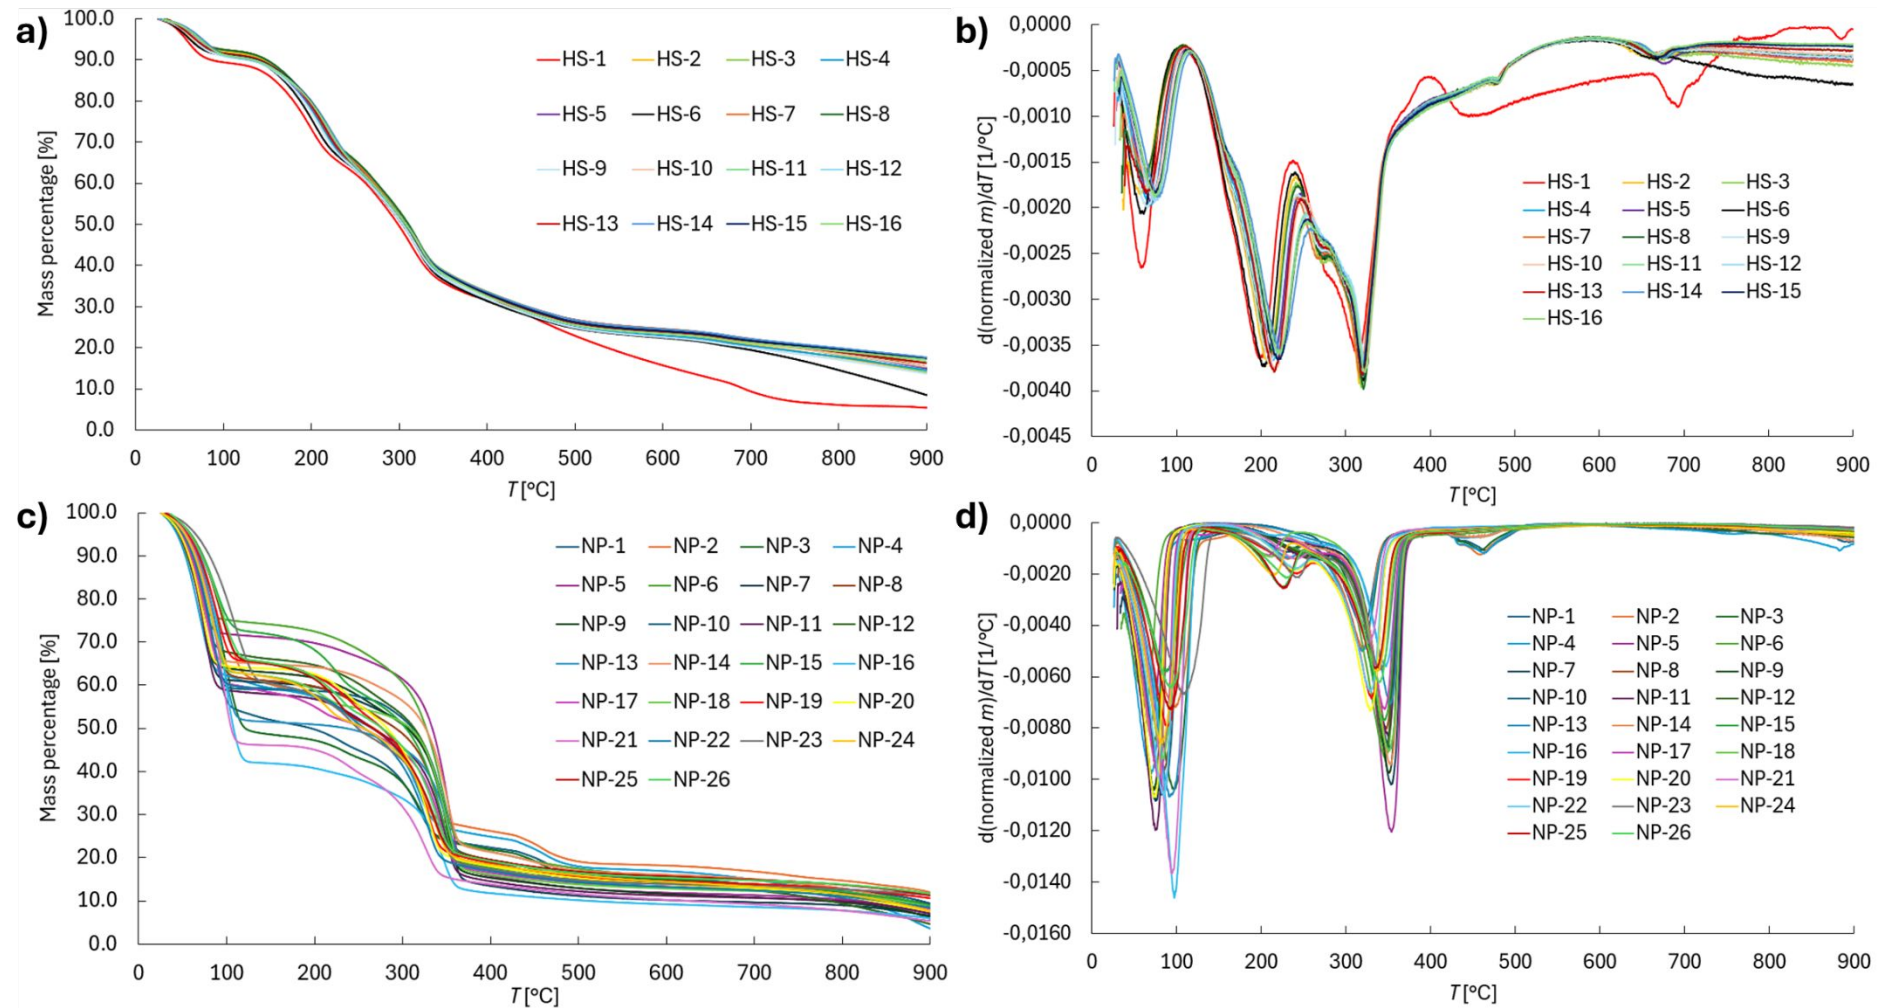 a)
100.0
90.0
80.0
70.0
60.0
50.0
40.0
30.0
20.0
10.0
0.0
Mass percentage [%]
HS-1 HS-2 HS-3 HS-4
HS-5 HS-6 HS-7 HS-8
HS-9 HS-10 HS-11 HS-12
HS-13 HS-14 HS-15 HS-16
0 100 200 300 400 500 600 700 800 900
T [°C]
b)
0,0000
-0,0005
-0,0010
-0,0015
-0,0020
-0,0025
-0,0030
-0,0035
-0,0040
-0,0045
d(normalized m)/dT [1/°C]
HS-1 HS-2 HS-3
HS-4 HS-5 HS-6
HS-7 HS-8 HS-9
HS-10 HS-11 HS-12
HS-13 HS-14 HS-15
HS-16
0 100 200 300 400 500 600 700 800 900
T [°C]
c)
100.0
90.0
80.0
70.0
60.0
50.0
40.0
30.0
20.0
10.0
0.0
Mass percentage [%]
NP-1 NP-2 NP-3 NP-4
NP-5 NP-6 NP-7 NP-8
NP-9 NP-10 NP-11 NP-12
NP-13 NP-14 NP-15 NP-16
NP-17 NP-18 NP-19 NP-20
NP-21 NP-22 NP-23 NP-24
NP-25 NP-26
0 100 200 300 400 500 600 700 800 900
T [°C]
d)
0,0000
-0,0020
-0,0040
-0,0060
-0,0080
-0,0100
-0,0120
-0,0140
-0,0160
d(normalized m)/dT [1/°C]
NP-1 NP-2 NP-3
NP-4 NP-5 NP-6
NP-7 NP-8 NP-9
NP-10 NP-11 NP-12
NP-13 NP-14 NP-15
NP-16 NP-17 NP-18
NP-19 NP-20 NP-21
NP-22 NP-23 NP-24
NP-25 NP-26
0 100 200 300 400 500 600 700 800 900
T [°C]